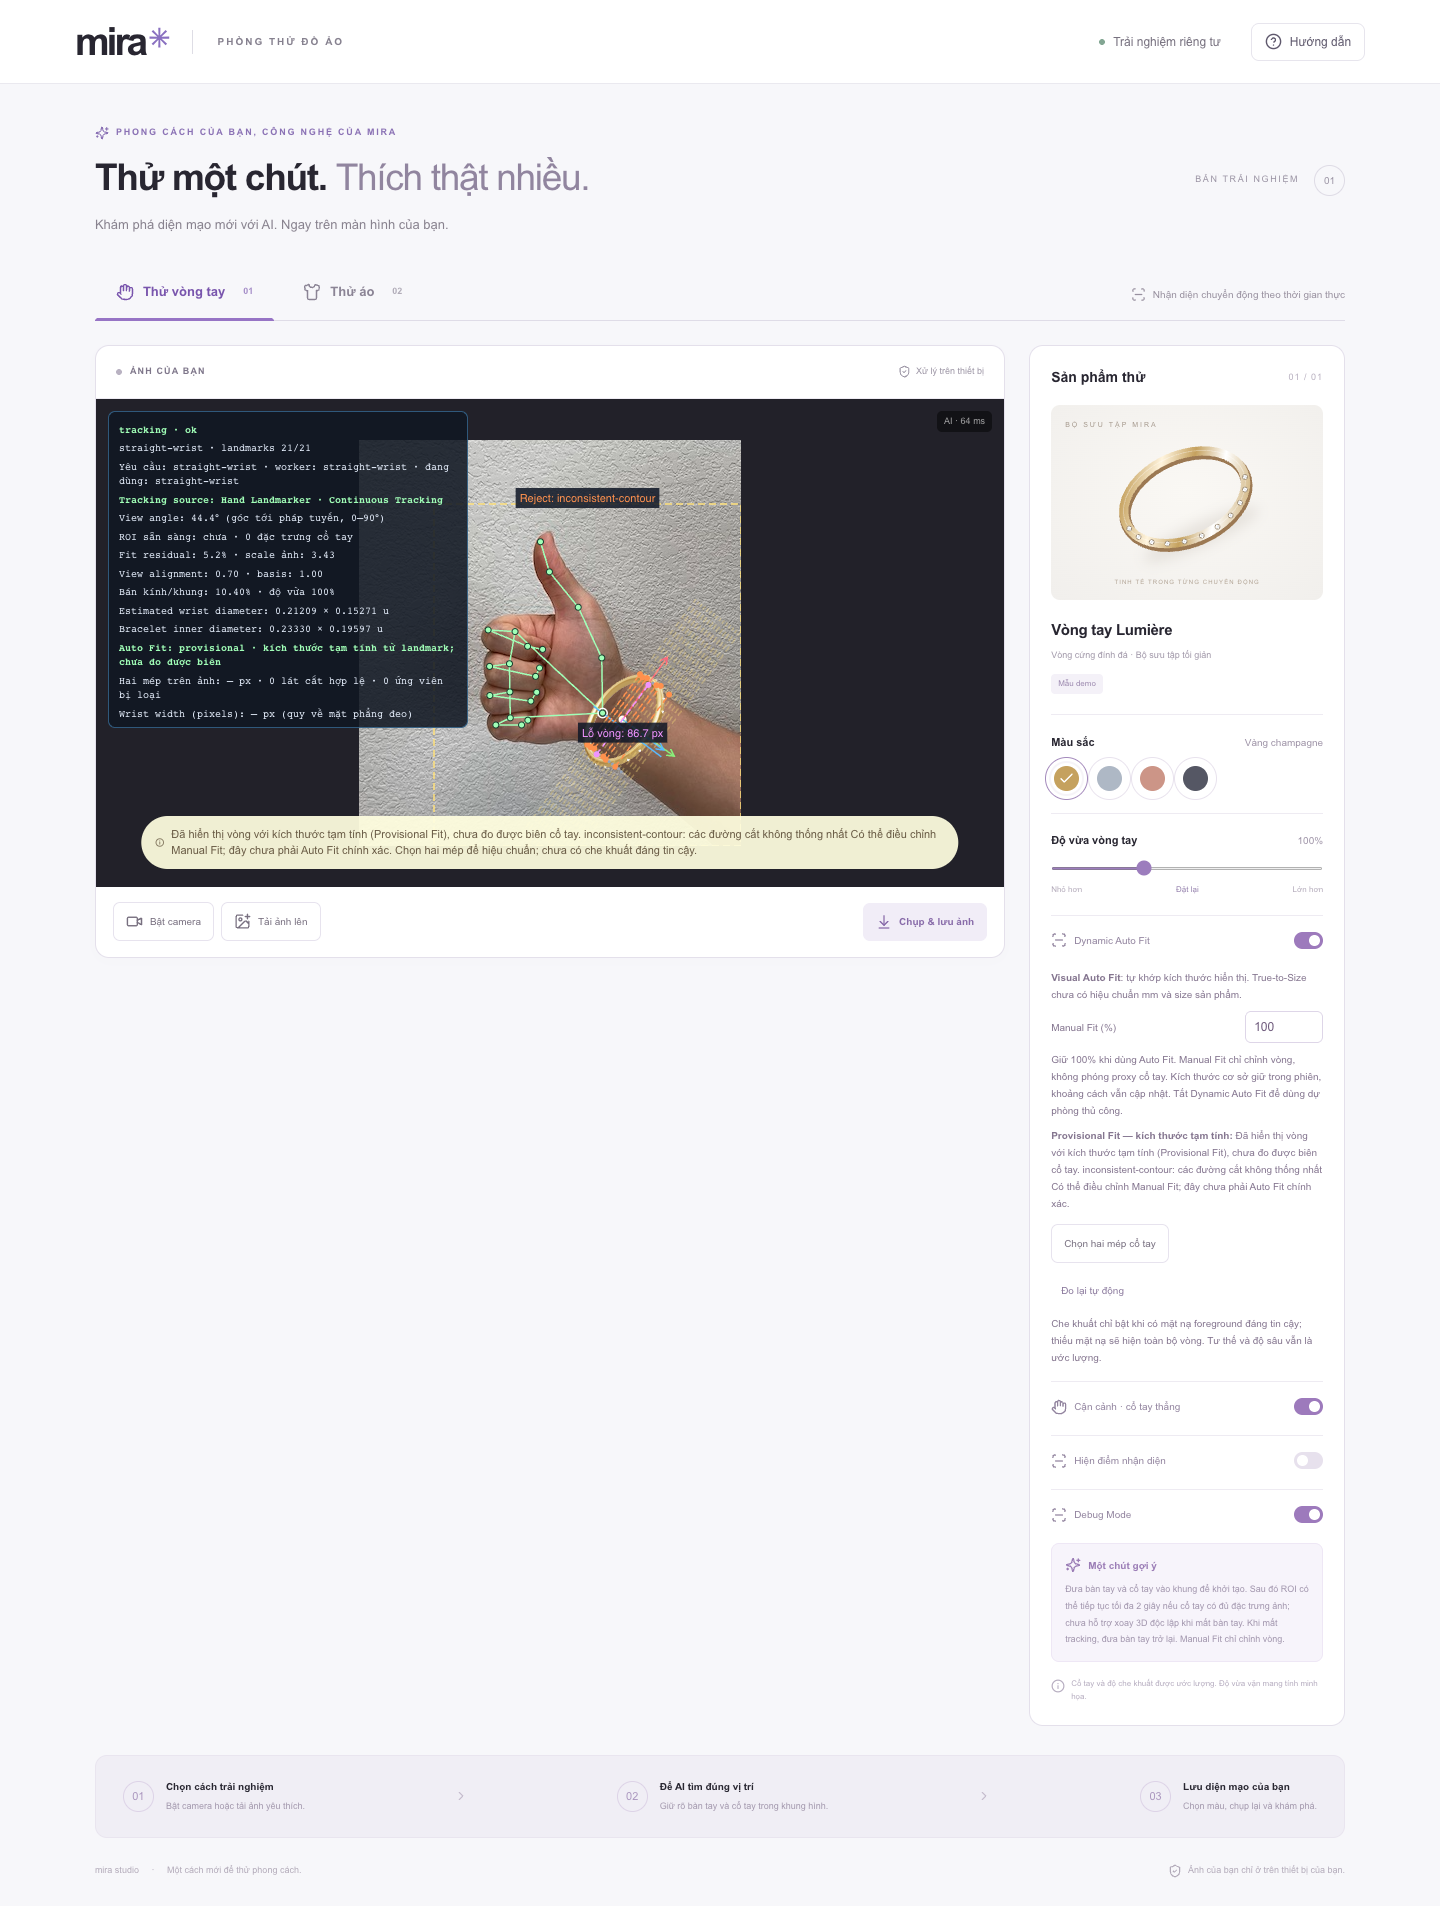 mira
PHÒNG THỬ ĐỒ ẢO
Trải nghiệm riêng tư
Hướng dẫn
PHONG CÁCH CỦA BẠN, CÔNG NGHỆ CỦA MIRA
Thử một chút. Thích thật nhiều.
BẢN TRẢI NGHIỆM 01
Khám phá diện mạo mới với AI. Ngay trên màn hình của bạn.
Thử vòng tay 01
Thử áo 02
Nhận diện chuyển động theo thời gian thực
ẢNH CỦA BẠN
Xử lý trên thiết bị
tracking · ok
straight-wrist · landmarks 21/21
Yêu cầu: straight-wrist · worker: straight-wrist · đang
dùng: straight-wrist
Tracking source: Hand Landmarker · Continuous Tracking
View angle: 44.4° (góc tới pháp tuyến, 0–90°)
ROI sẵn sàng: chưa · 0 đặc trưng cổ tay
Fit residual: 5.2% · scale ảnh: 3.43
View alignment: 0.70 · basis: 1.00
Bán kính/khung: 10.40% · độ vừa 100%
Estimated wrist diameter: 0.21209 × 0.15271 u
Bracelet inner diameter: 0.23330 × 0.19597 u
Auto Fit: provisional · kích thước tạm tính từ landmark;
chưa đo được biên
Hai mép trên ảnh: — px · 0 lát cắt hợp lệ · 0 ứng viên
bị loại
Wrist width (pixels): — px (quy về mặt phẳng đeo)
AI · 64 ms
Reject: inconsistent-contour
Lỗ vòng: 86.7 px
Đã hiển thị vòng với kích thước tạm tính (Provisional Fit), chưa đo được biên cổ tay. inconsistent-contour: các đường cắt không thống nhất Có thể điều chỉnh
Manual Fit; đây chưa phải Auto Fit chính xác. Chọn hai mép để hiệu chuẩn; chưa có che khuất đáng tin cậy.
Bật camera
Tải ảnh lên
Chụp & lưu ảnh
Sản phẩm thử
01 / 01
BỘ SƯU TẬP MIRA
TINH TẾ TRONG TỪNG CHUYỂN ĐỘNG
Vòng tay Lumière
Vòng cứng đính đá · Bộ sưu tập tối giản
Mẫu demo
Màu sắc
Vàng champagne
Độ vừa vòng tay
100%
Nhỏ hơn
Đặt lại
Lớn hơn
Dynamic Auto Fit
Visual Auto Fit: tự khớp kích thước hiển thị. True-to-Size
chưa có hiệu chuẩn mm và size sản phẩm.
Manual Fit (%)
100
Giữ 100% khi dùng Auto Fit. Manual Fit chỉ chỉnh vòng,
không phóng proxy cổ tay. Kích thước cơ sở giữ trong phiên,
khoảng cách vẫn cập nhật. Tắt Dynamic Auto Fit để dùng dự
phòng thủ công.
Provisional Fit — kích thước tạm tính: Đã hiển thị vòng
với kích thước tạm tính (Provisional Fit), chưa đo được biên
cổ tay. inconsistent-contour: các đường cắt không thống nhất
Có thể điều chỉnh Manual Fit; đây chưa phải Auto Fit chính
xác.
Chọn hai mép cổ tay
Đo lại tự động
Che khuất chỉ bật khi có mặt nạ foreground đáng tin cậy;
thiếu mặt nạ sẽ hiện toàn bộ vòng. Tư thế và độ sâu vẫn là
ước lượng.
Cận cảnh · cổ tay thẳng
Hiện điểm nhận diện
Debug Mode
Một chút gợi ý
Đưa bàn tay và cổ tay vào khung để khởi tạo. Sau đó ROI có
thể tiếp tục tối đa 2 giây nếu cổ tay có đủ đặc trưng ảnh;
chưa hỗ trợ xoay 3D độc lập khi mất bàn tay. Khi mất
tracking, đưa bàn tay trở lại. Manual Fit chỉ chỉnh vòng.
Cổ tay và độ che khuất được ước lượng. Độ vừa vặn mang tính minh
họa.
01
Chọn cách trải nghiệm
Bật camera hoặc tải ảnh yêu thích.
02
Để AI tìm đúng vị trí
Giữ rõ bàn tay và cổ tay trong khung hình.
03
Lưu diện mạo của bạn
Chọn màu, chụp lại và khám phá.
mira studio · Một cách mới để thử phong cách.
Ảnh của bạn chỉ ở trên thiết bị của bạn.